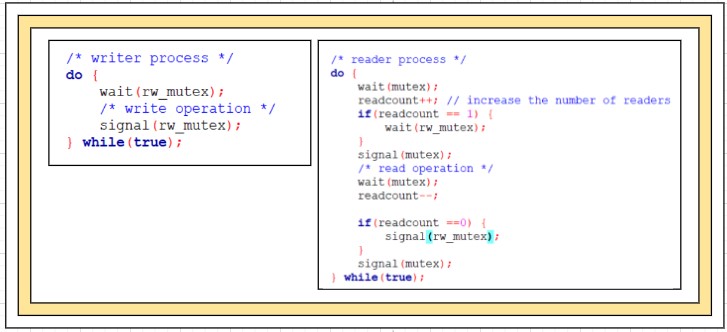 /* writer process */
do {
wait(rw_mutex);
/* write operation */
signal(rw_mutex);
} while(true);
/* reader process */
do {
wait(mutex);
readcount++; // increase the number of readers
if(readcount == 1) {
wait(rw_mutex);
}
signal(mutex);
/* read operation */
wait(mutex);
readcount--;
if(readcount ==0) {
signal(rw_mutex);
}
signal(mutex);
} while(true);